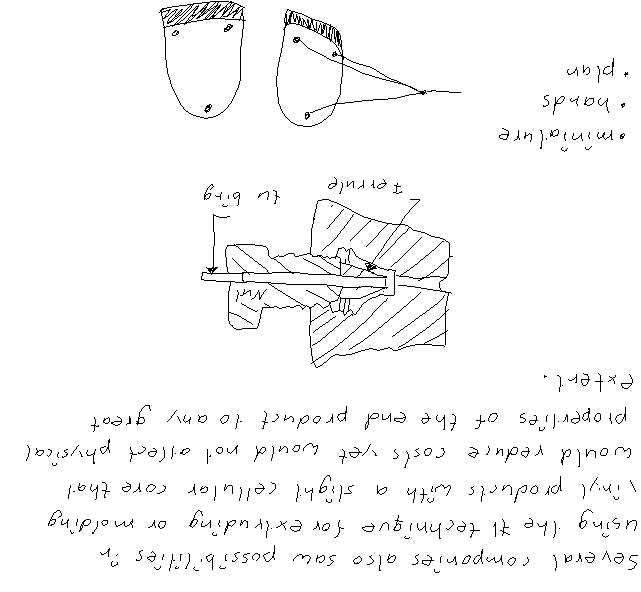 Several companies also saw possibilities in
using the It technique for extruding or molding
vinyl products with a slight cellular core that
would reduce costs yet would not affect physical
properties of the end product to any great
extent.
Nut
tubing
Ferrule
• miniature
• hands
• plan